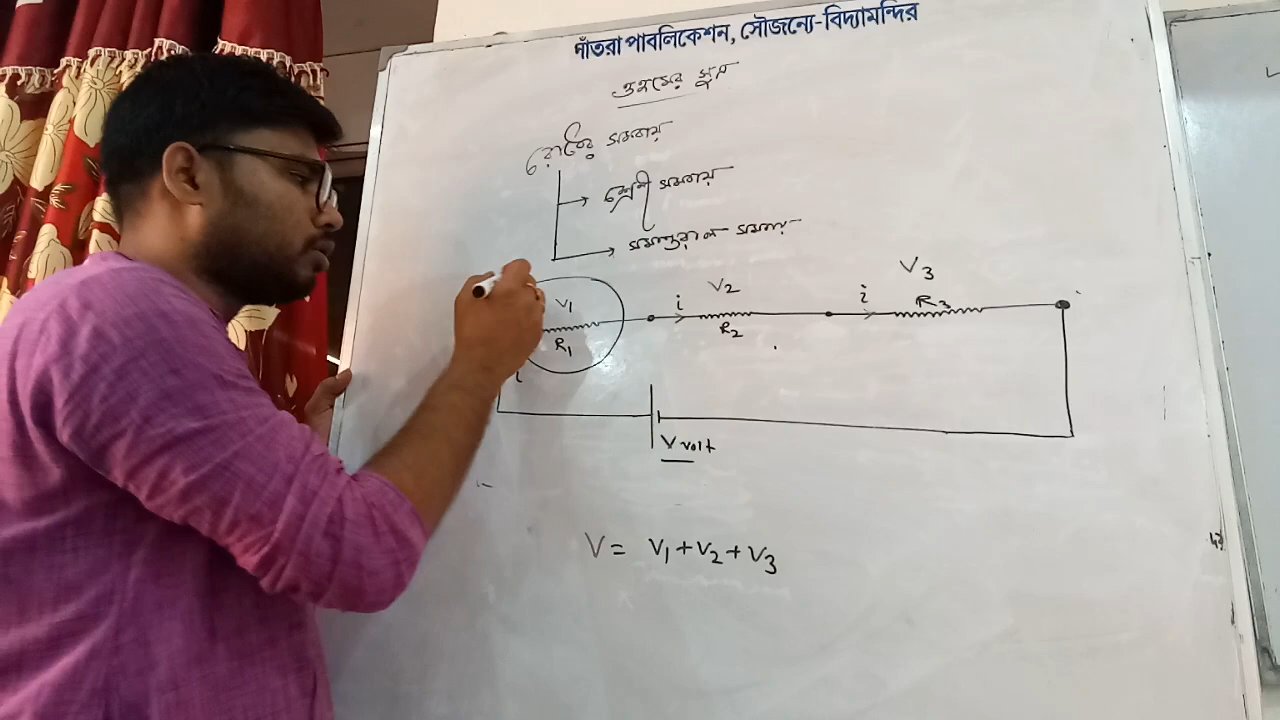 সাঁতরা পাবলিকেশন, সৌজন্যে-বিদ্যামন্দির
ওহমের সূত্র
রোধের সমবায়
শ্রেণী সমবায়
সমান্তরাল সমবায়
V1 i V2 i V3
R1 R2 R3
i
V volt
V = V1 + V2 + V3